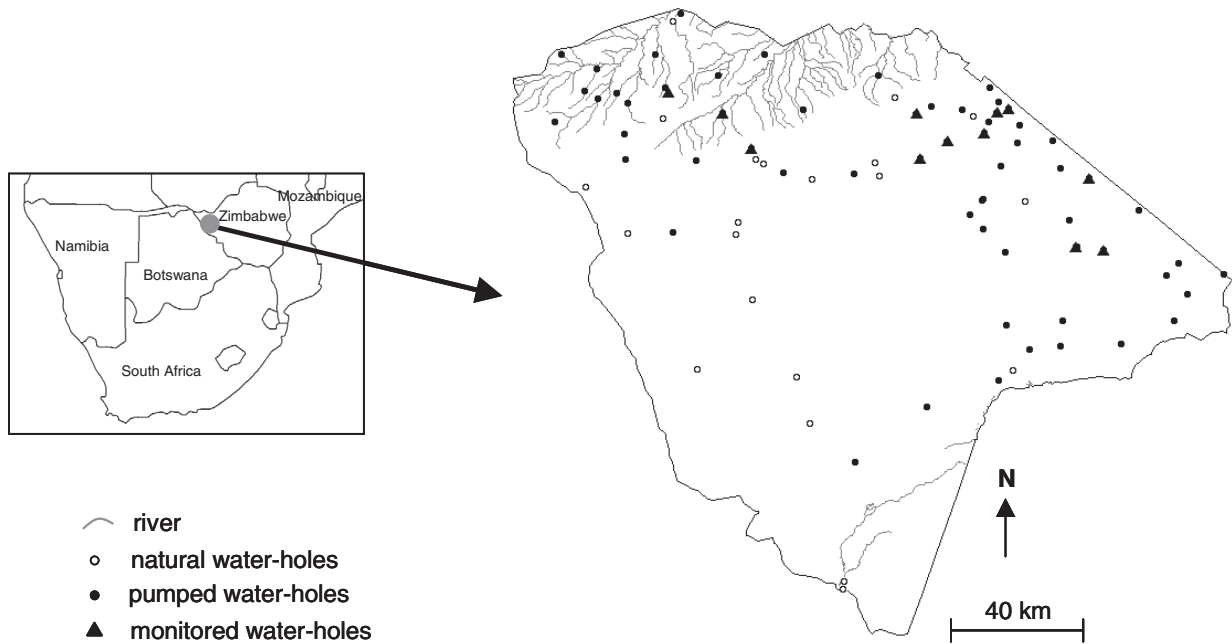 Mozambique
Zimbabwe
Namibia
Botswana
South Africa
river
natural water-holes
pumped water-holes
monitored water-holes
N
40 km